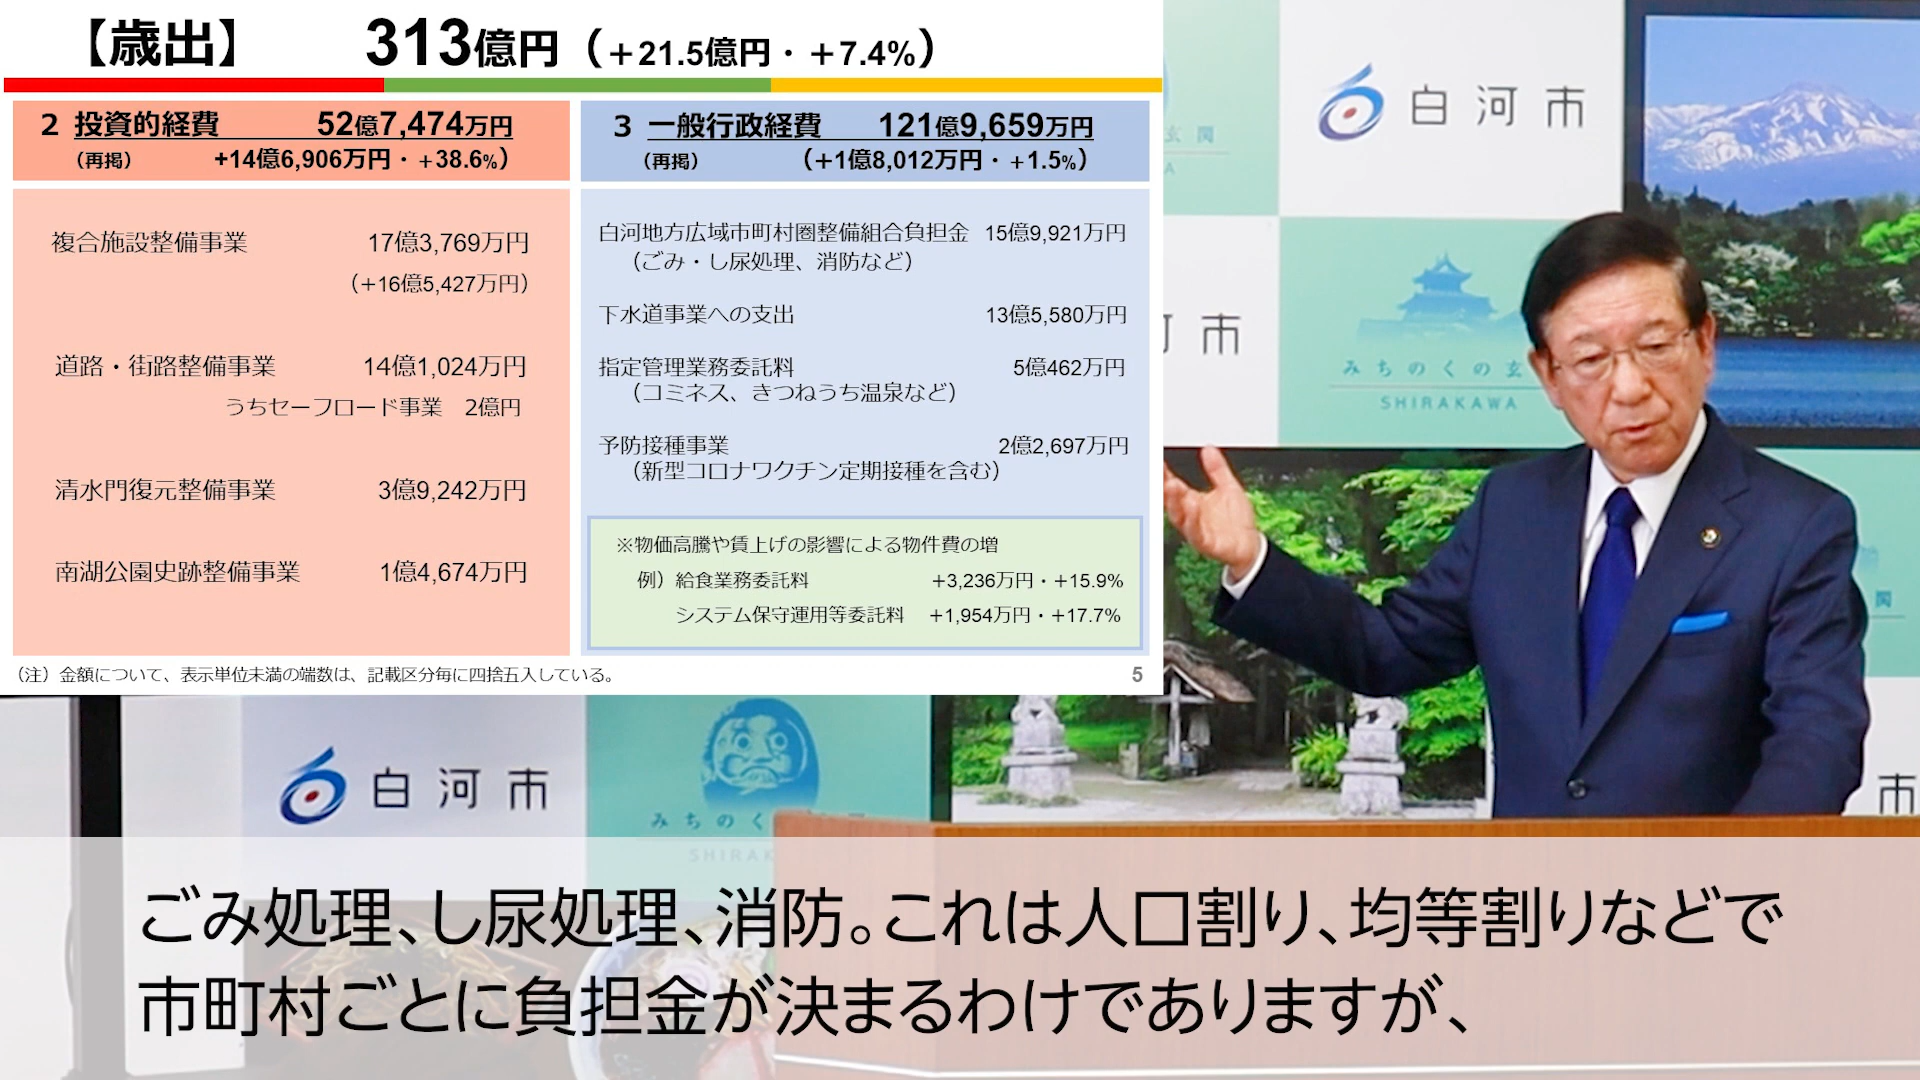 【歳出】 313億円(+21.5億円・+7.4%)
2 投資的経費 52億7,474万円
(再掲) +14億6,906万円・+38.6%)
複合施設整備事業 17億3,769万円
(+16億5,427万円)
道路・街路整備事業 14億1,024万円
うちセーフロード事業 2億円
清水門復元整備事業 3億9,242万円
南湖公園史跡整備事業 1億4,674万円
3 一般行政経費 121億9,659万円
(再掲) (+1億8,012万円・+1.5%)
白河地方広域市町村圏整備組合負担金 15億9,921万円
(ごみ・し尿処理、消防など)
下水道事業への支出 13億5,580万円
指定管理業務委託料 5億462万円
(コミネス、きつねうち温泉など)
予防接種事業 2億2,697万円
(新型コロナワクチン定期接種を含む)
※物価高騰や賃上げの影響による物件費の増
例)給食業務委託料 +3,236万円・+15.9%
システム保守運用等委託料 +1,954万円・+17.7%
(注)金額について、表示単位未満の端数は、記載区分毎に四捨五入している。
5
白河市
玄関
市
みちのくの玄
SHIRAKAWA
関
市
白河市
みちのく
SHIRAK
ごみ処理、し尿処理、消防。これは人口割り、均等割りなどで
市町村ごとに負担金が決まるわけでありますが、